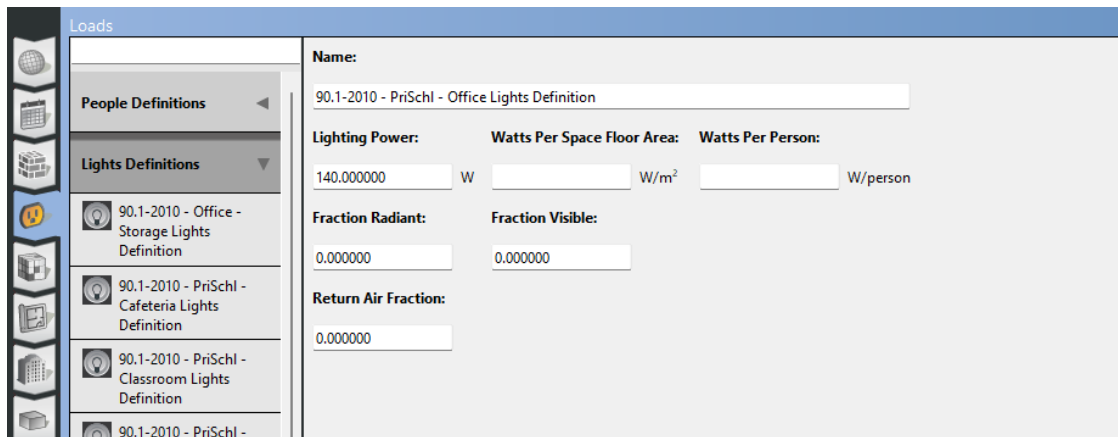 Loads
People Definitions
Lights Definitions
90.1-2010 - Office -
Storage Lights
Definition
90.1-2010 - PriSchl -
Cafeteria Lights
Definition
90.1-2010 - PriSchl -
Classroom Lights
Definition
90.1-2010 - PriSchl -
Name:
90.1-2010 - PriSchl - Office Lights Definition
Lighting Power: Watts Per Space Floor Area: Watts Per Person:
140.000000 W W/m² W/person
Fraction Radiant: Fraction Visible:
0.000000 0.000000
Return Air Fraction:
0.000000